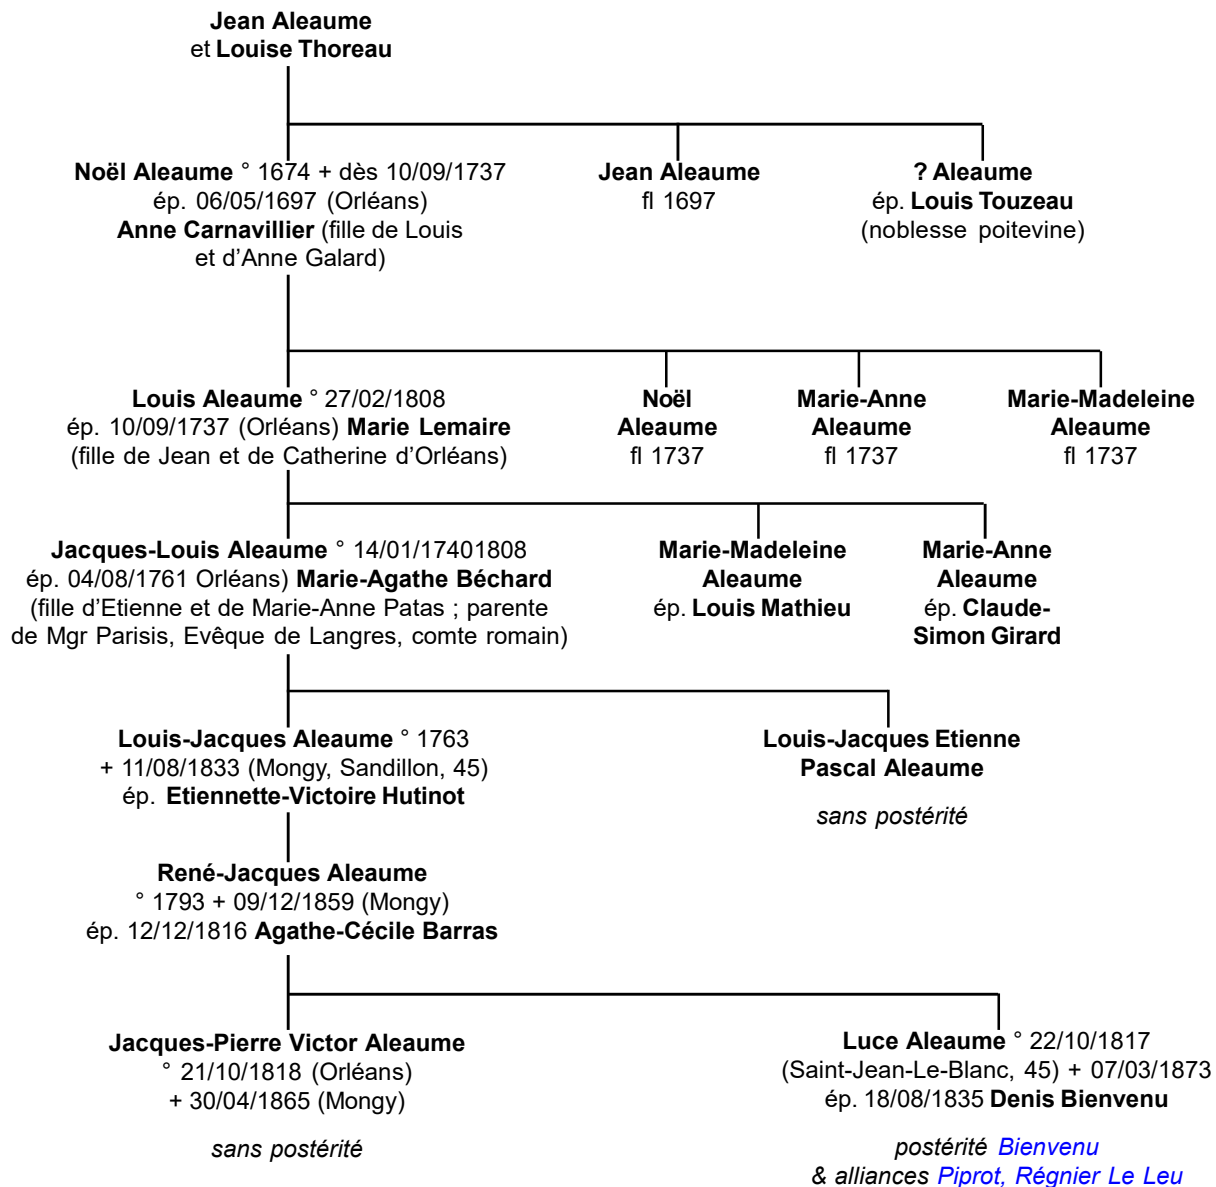 Jean Aleaume
et Louise Thoreau
Noël Aleaume ° 1674 + dès 10/09/1737
ép. 06/05/1697 (Orléans)
Anne Carnavillier (fille de Louis
et d’Anne Galard)
Jean Aleaume
fl 1697
? Aleaume
ép. Louis Touzeau
(noblesse poitevine)
Louis Aleaume ° 27/02/1808
ép. 10/09/1737 (Orléans) Marie Lemaire
(fille de Jean et de Catherine d’Orléans)
Noël
Aleaume
fl 1737
Marie-Anne
Aleaume
fl 1737
Marie-Madeleine
Aleaume
fl 1737
Jacques-Louis Aleaume ° 14/01/17401808
ép. 04/08/1761 Orléans) Marie-Agathe Béchard
(fille d’Etienne et de Marie-Anne Patas ; parente
de Mgr Parisis, Evêque de Langres, comte romain)
Marie-Madeleine
Aleaume
ép. Louis Mathieu
Marie-Anne
Aleaume
ép. Claude-
Simon Girard
Louis-Jacques Aleaume ° 1763
+ 11/08/1833 (Mongy, Sandillon, 45)
ép. Etiennette-Victoire Hutinot
Louis-Jacques Etienne
Pascal Aleaume
sans postérité
René-Jacques Aleaume
° 1793 + 09/12/1859 (Mongy)
ép. 12/12/1816 Agathe-Cécile Barras
Jacques-Pierre Victor Aleaume
° 21/10/1818 (Orléans)
+ 30/04/1865 (Mongy)
sans postérité
Luce Aleaume ° 22/10/1817
(Saint-Jean-Le-Blanc, 45) + 07/03/1873
ép. 18/08/1835 Denis Bienvenu
postérité Bienvenu
& alliances Piprot, Régnier Le Leu